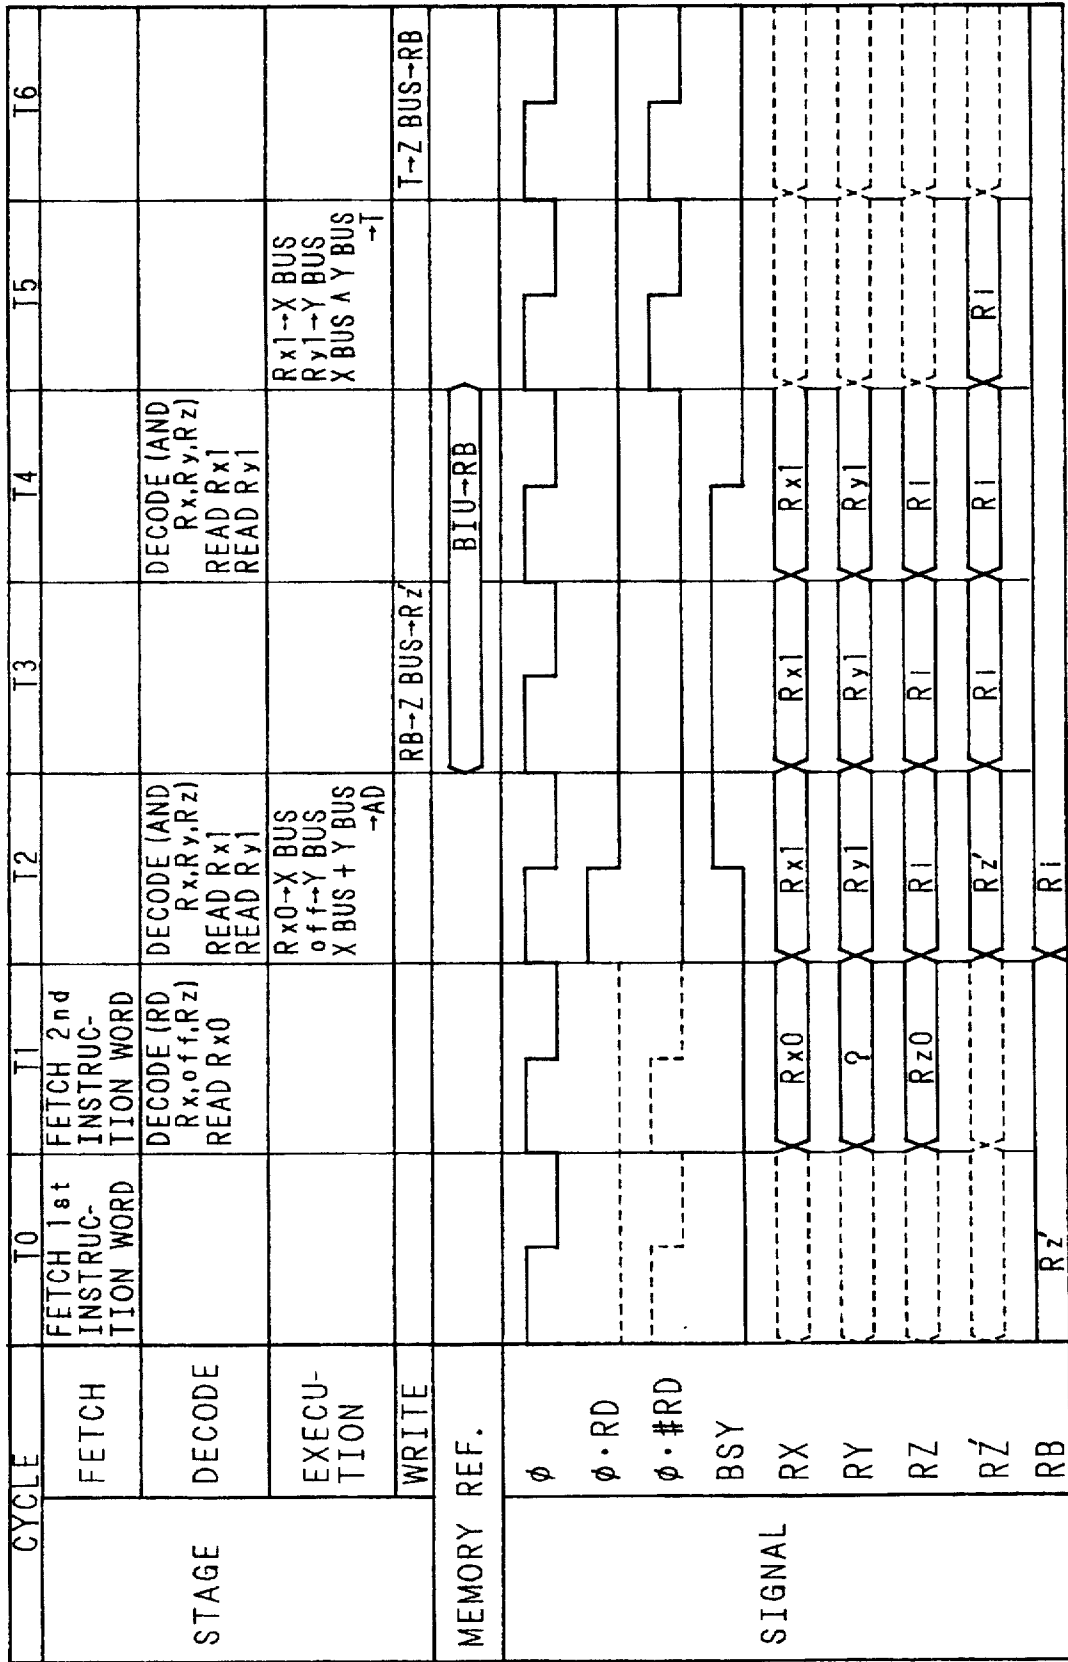 CYCLE T0 T1 T2 T3 T4 T5 T6
STAGE
FETCH
FETCH 1st
INSTRUC-
TION WORD
FETCH 2nd
INSTRUC-
TION WORD
DECODE
DECODE (RD
Rx,off,Rz)
READ Rx0
DECODE (AND
Rx,Ry,Rz)
READ Rx1
READ Ry1
DECODE (AND
Rx,Ry,Rz)
READ Rx1
READ Ry1
EXECU-
TION
Rx0→X BUS
off→Y BUS
X BUS + Y BUS
→AD
Rx1→X BUS
Ry1→Y BUS
X BUS ∧ Y BUS
→T
WRITE
RB→Z BUS→Rz'
T→Z BUS→RB
MEMORY REF.
BIU→RB
SIGNAL
φ
φ·RD
φ·#RD
BSY
RX Rx0 Rx1 Rx1 Rx1
RY ? Ry1 Ry1 Ry1
RZ Rz0 Ri Ri Ri
RZ' Rz' Ri Ri Ri
RB Rz' Ri